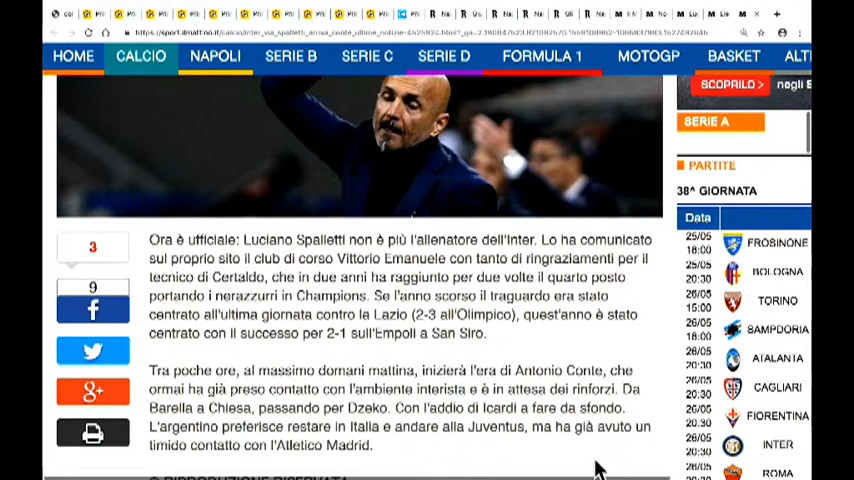 HOME CALCIO NAPOLI SERIE B SERIE C SERIE D FORMULA 1 MOTOGP BASKET
SCOPRILO >
SERIE A
PARTITE
38^ GIORNATA
Data
25/05
18:00
FROSINONE
25/05
20:30
BOLOGNA
26/05
15:00
TORINO
26/05
18:00
SAMPDORIA
26/05
20:30
ATALANTA
26/05
20:30
CAGLIARI
26/05
20:30
FIORENTINA
26/05
20:30
INTER
26/05
20:30
ROMA
3
9
Ora è ufficiale: Luciano Spalletti non è più l'allenatore dell'Inter. Lo ha comunicato
sul proprio sito il club di corso Vittorio Emanuele con tanto di ringraziamenti per il
tecnico di Certaldo, che in due anni ha raggiunto per due volte il quarto posto
portando i nerazzurri in Champions. Se l'anno scorso il traguardo era stato
centrato all'ultima giornata contro la Lazio (2-3 all'Olimpico), quest'anno è stato
centrato con il successo per 2-1 sull'Empoli a San Siro.
Tra poche ore, al massimo domani mattina, inizierà l'era di Antonio Conte, che
ormai ha già preso contatto con l'ambiente interista e è in attesa dei rinforzi. Da
Barella a Chiesa, passando per Dzeko. Con l'addio di Icardi a fare da sfondo.
L'argentino preferisce restare in Italia e andare alla Juventus, ma ha già avuto un
timido contatto con l'Atletico Madrid.